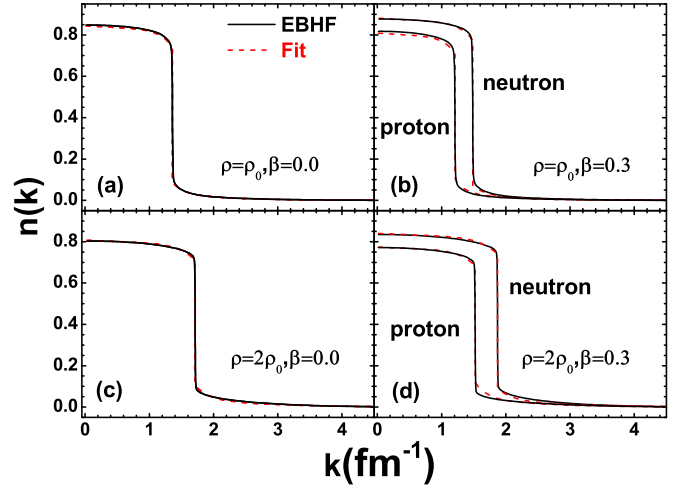 EBHF
Fit
n(k)
0.8
0.6
0.4
0.2
0.0
(a)
ρ=ρ₀,β=0.0
neutron
proton
(b)
ρ=ρ₀,β=0.3
0.8
0.6
0.4
0.2
0.0
(c)
ρ=2ρ₀,β=0.0
neutron
proton
(d)
ρ=2ρ₀,β=0.3
0 1 2 3 4 0 1 2 3 4
k(fm⁻¹)